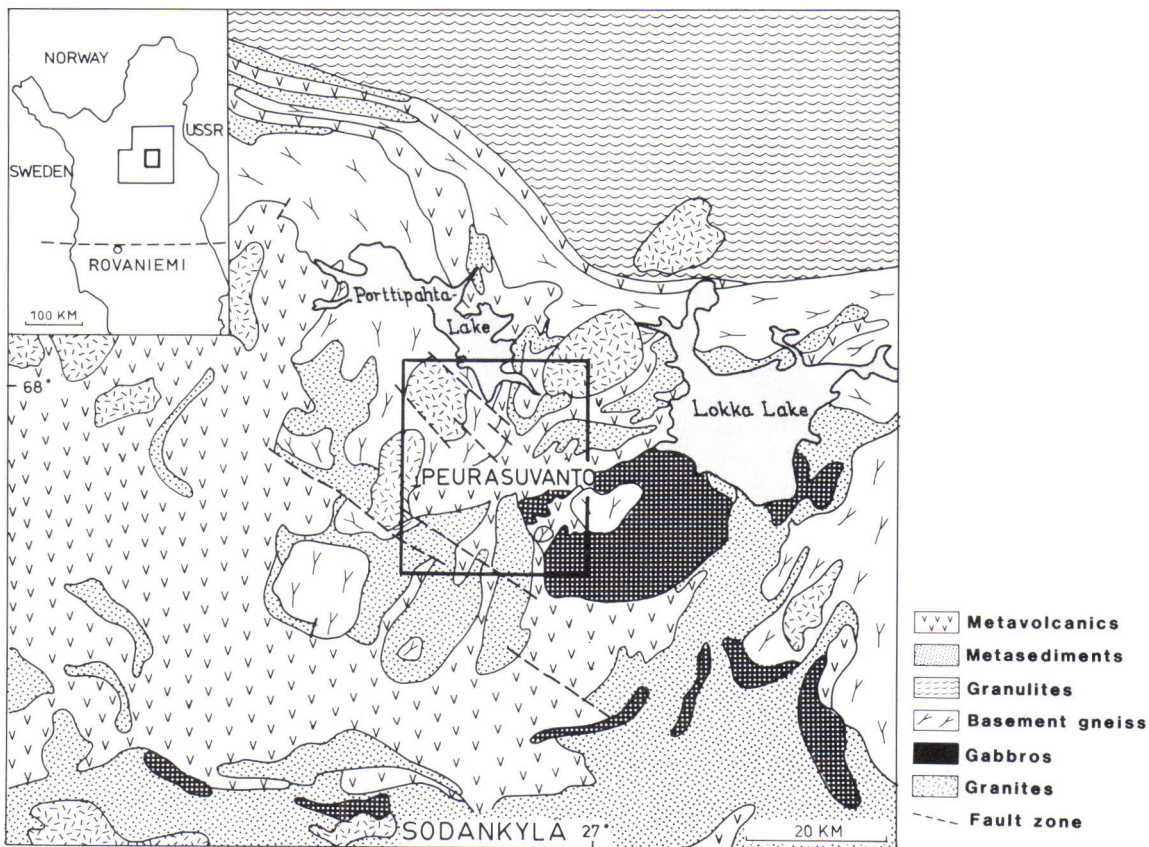 NORWAY
USSR
SWEDEN
ROVANIEMI
100 KM
Porttipahta-
Lake
68°
Lokka Lake
PEURASUVANTO
SODANKYLA 27°
20 KM
Metavolcanics
Metasediments
Granulites
Basement gneiss
Gabbros
Granites
Fault zone